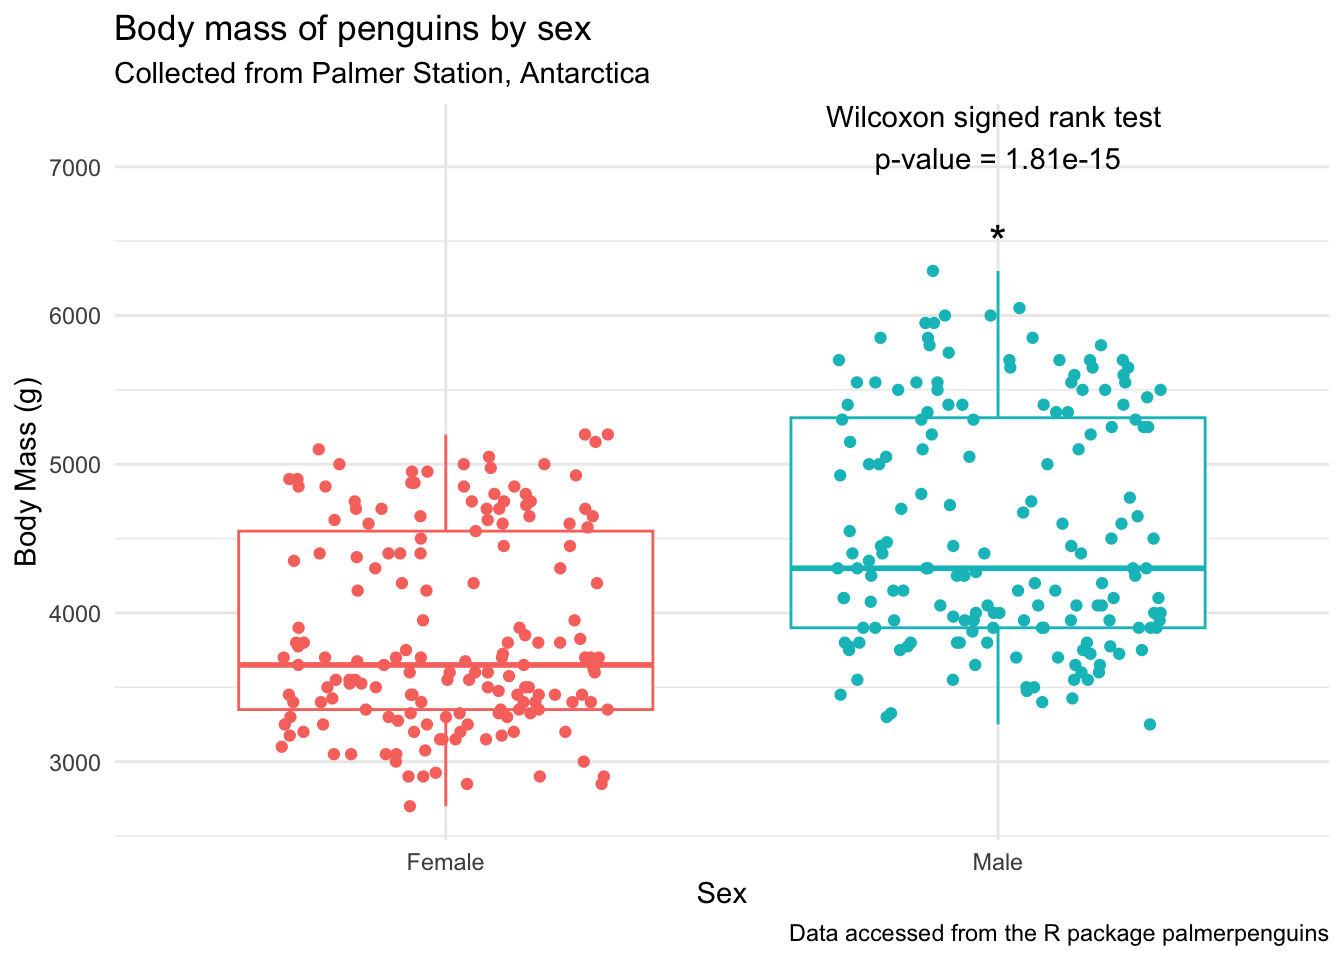 Body mass of penguins by sex
Collected from Palmer Station, Antarctica
Wilcoxon signed rank test
p-value = 1.81e-15
*
7000
6000
5000
4000
3000
Body Mass (g)
Female
Male
Sex
Data accessed from the R package palmerpenguins